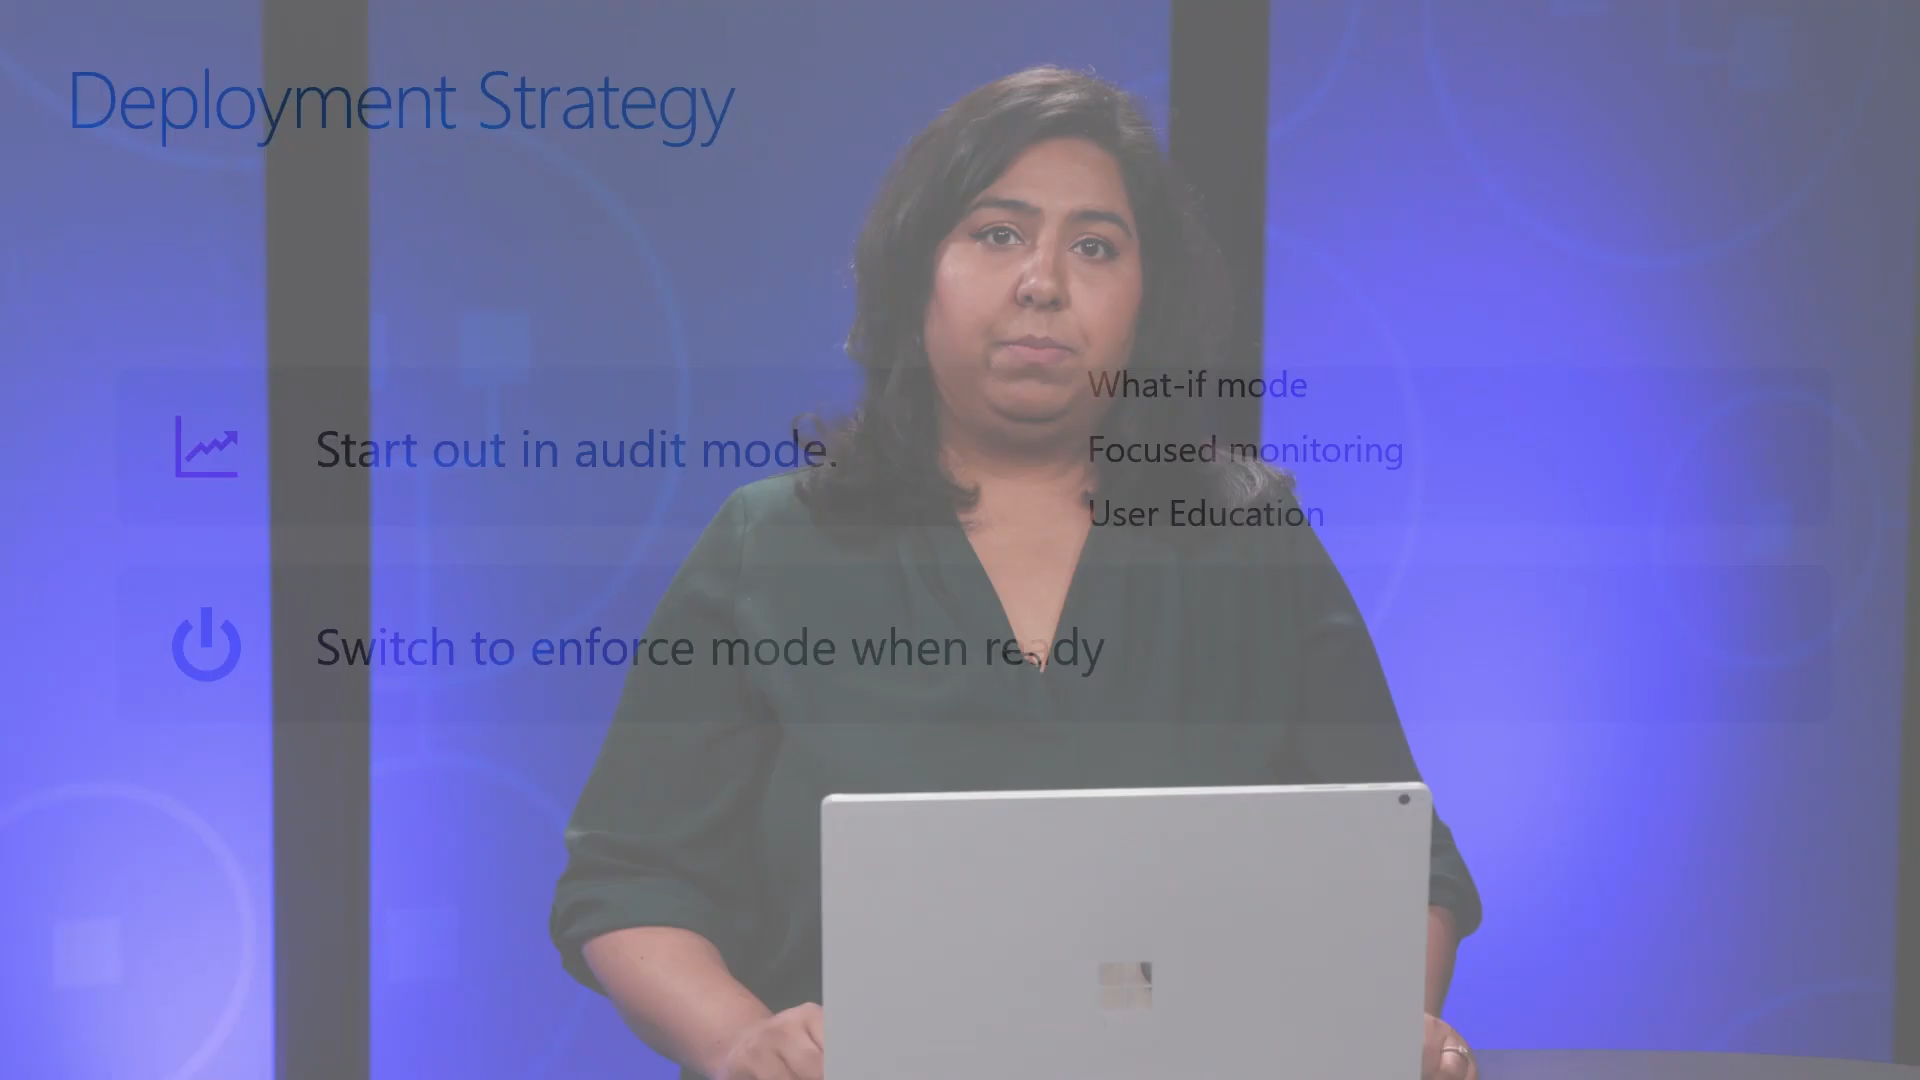 Deployment Strategy
Start out in audit mode.
What-if mode
Focused monitoring
User Education
Switch to enforce mode when ready